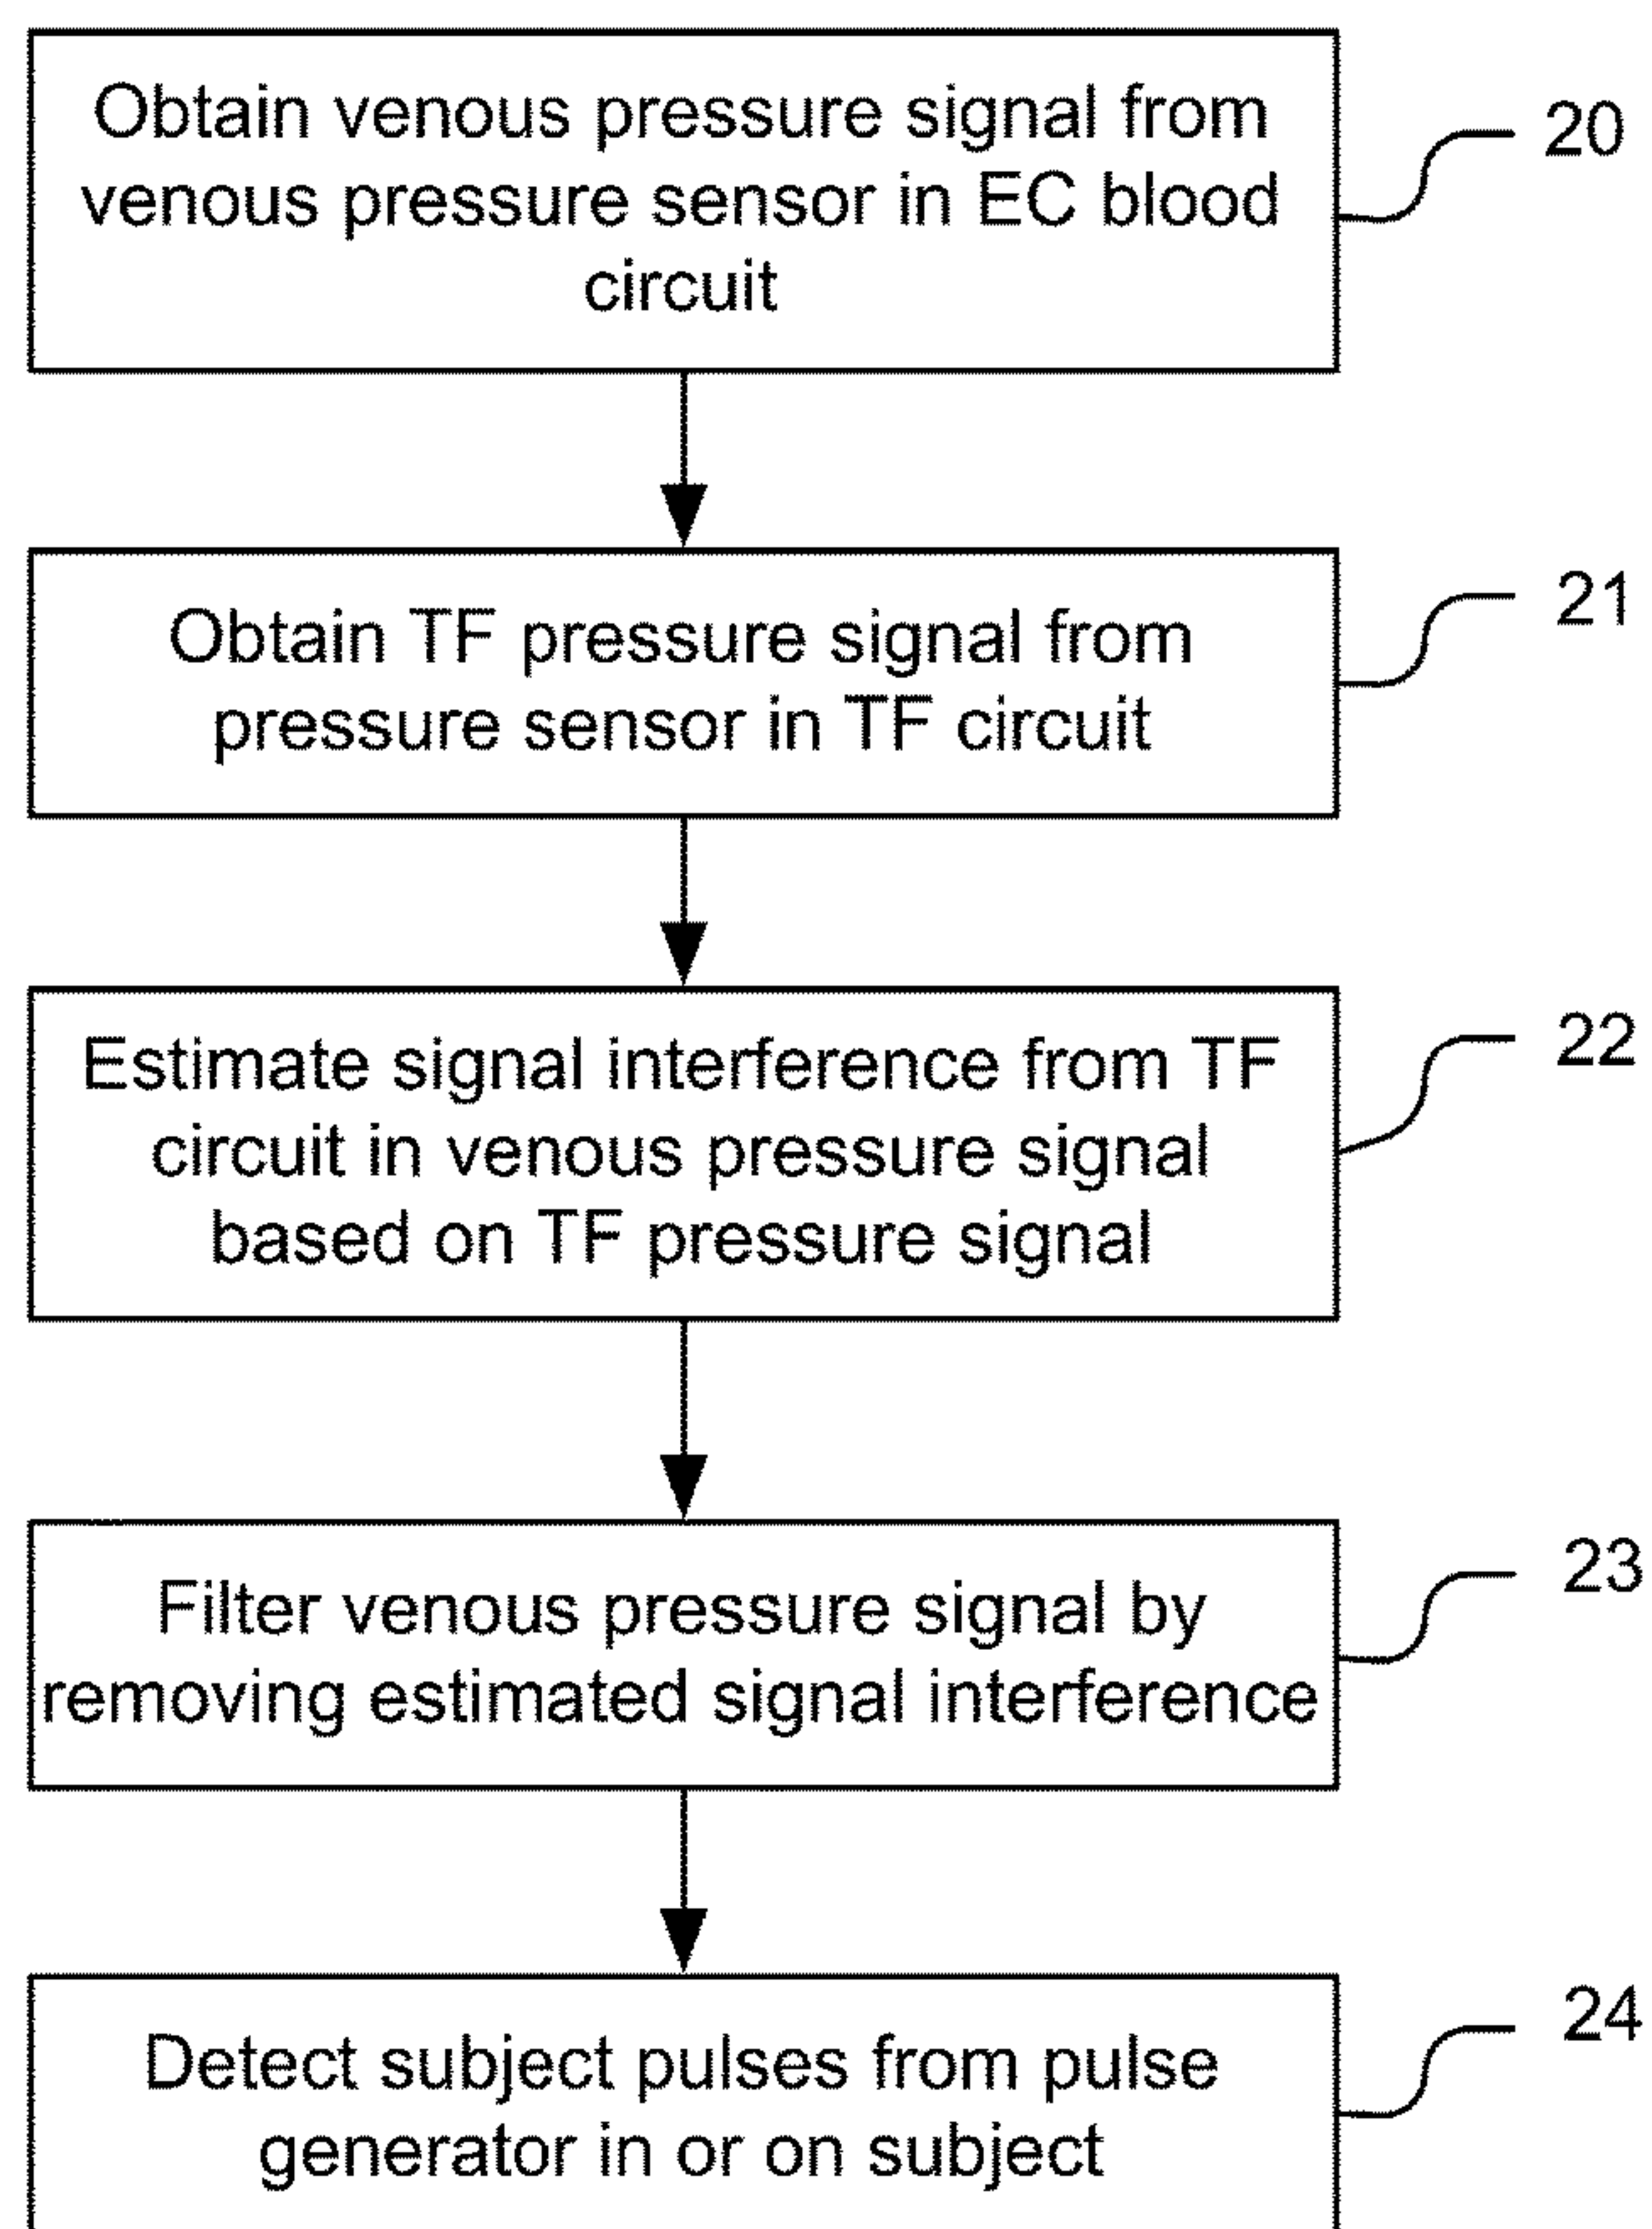 Obtain venous pressure signal from
venous pressure sensor in EC blood
circuit
20
Obtain TF pressure signal from
pressure sensor in TF circuit
21
Estimate signal interference from TF
circuit in venous pressure signal
based on TF pressure signal
22
Filter venous pressure signal by
removing estimated signal interference
23
Detect subject pulses from pulse
generator in or on subject
24